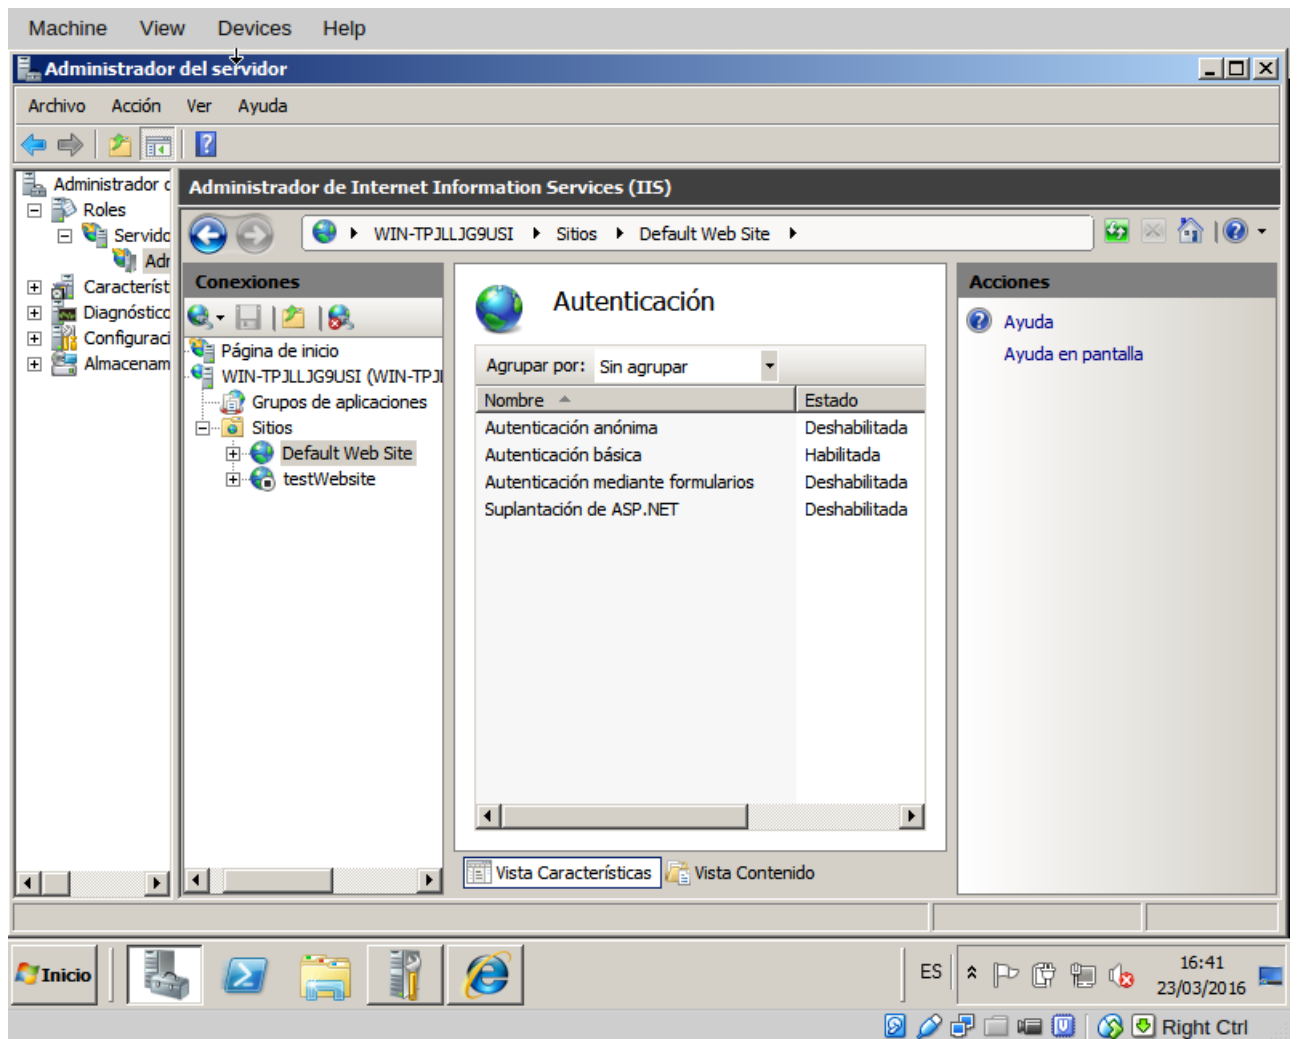 Machine View Devices Help
Administrador del servidor
Archivo Acción Ver Ayuda
Administrador de Internet Information Services (IIS)
Administrador d
Roles
Servido
Adr
Característ
Diagnóstico
Configuraci
Almacenam
WIN-TPJLLJG9USI Sitios Default Web Site
Conexiones
Página de inicio
WIN-TPJLLJG9USI (WIN-TPJI
Grupos de aplicaciones
Sitios
Default Web Site
testWebsite
Autenticación
Agrupar por: Sin agrupar
Nombre Estado
Autenticación anónima Deshabilitada
Autenticación básica Habilitada
Autenticación mediante formularios Deshabilitada
Suplantación de ASP.NET Deshabilitada
Vista Características Vista Contenido
Acciones
Ayuda
Ayuda en pantalla
Inicio
ES
16:41
23/03/2016
Right Ctrl